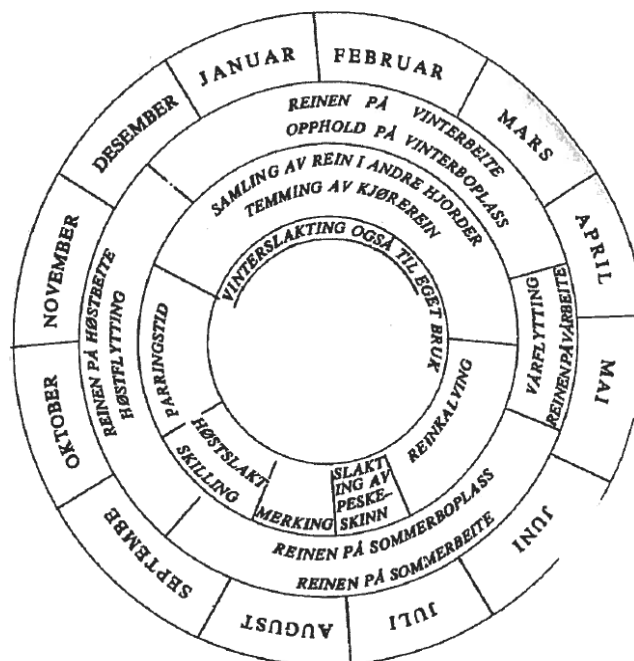 JANUAR
FEBRUAR
MARS
APRIL
MAI
JUNI
JULI
AUGUST
SEPTEMBE
OKTOBER
NOVEMBER
DESEMBER
REINEN PÅ VINTERBEITE
OPPHOLD PÅ VINTERBOPLASS
VÅRFLYTTING
REINEN PÅ VÅRBEITE
REINEN PÅ SOMMERBOPLASS
REINEN PÅ SOMMERBEITE
REINEN PÅ HØSTBEITE
HØSTFLYTTING
SAMLING AV REIN I ANDRE HJORDER
TEMMING AV KJØREREIN
REINKALVING
SLAKT
ING AV
PESKE-
SKINN
MERKING
HØSTSLAKT
SKILLING
PARRINGSTID
VINTERSLAKTING OGSÅ TIL EGET BRUK